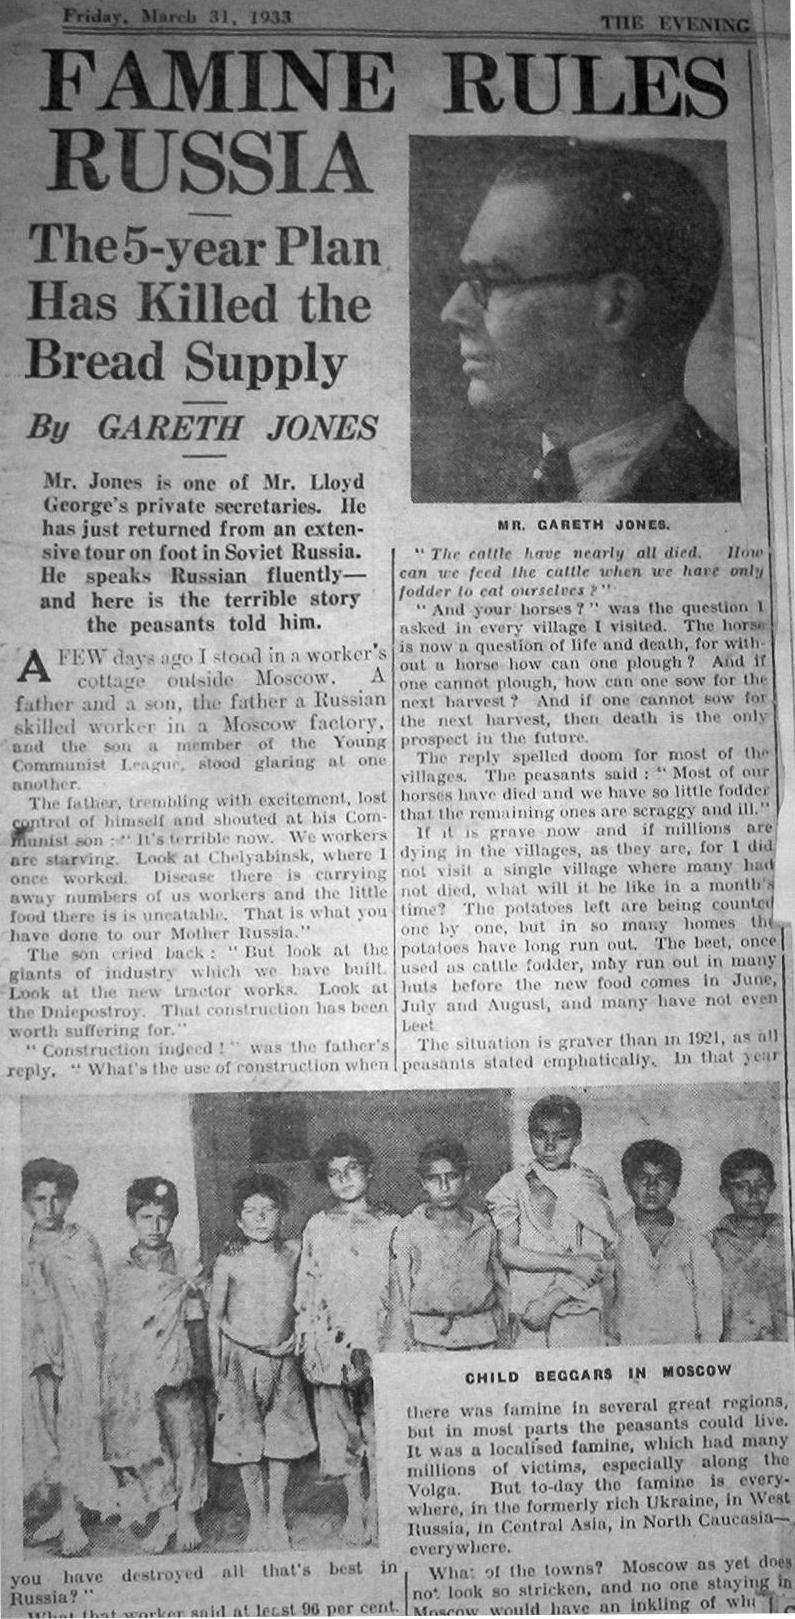 Friday, March 31, 1933
THE EVENING
FAMINE RULES
RUSSIA
The 5-year Plan
Has Killed the
Bread Supply
By GARETH JONES
Mr. Jones is one of Mr. Lloyd
George's private secretaries. He
has just returned from an exten-
sive tour on foot in Soviet Russia.
He speaks Russian fluently—
and here is the terrible story
the peasants told him.
A FEW days ago I stood in a worker's
cottage outside Moscow. A
father and a son, the father a Russian
skilled worker in a Moscow factory,
and the son a member of the Young
Communist League, stood glaring at one
another.
The father, trembling with excitement, lost
control of himself and shouted at his Com-
munist son: "It's terrible now. We workers
are starving. Look at Chelyabinsk, where I
once worked. Disease there is carrying
away numbers of us workers and the little
food there is is uneatable. That is what you
have done to our Mother Russia."
The son cried back: "But look at the
giants of industry which we have built.
Look at the new tractor works. Look at
the Dniepostroy. That construction has been
worth suffering for."
"Construction indeed!" was the father's
reply. "What's the use of construction when
you have destroyed all that's best in
Russia?"
What that worker said at least 96 per cent.
MR. GARETH JONES.
"The cattle have nearly all died. How
can we feed the cattle when we have only
fodder to eat ourselves?"
"And your horses?" was the question I
asked in every village I visited. The horse
is now a question of life and death, for with-
out a horse how can one plough? And if
one cannot plough, how can one sow for the
next harvest? And if one cannot sow for
the next harvest, then death is the only
prospect in the future.
The reply spelled doom for most of the
villages. The peasants said: "Most of our
horses have died and we have so little fodder
that the remaining ones are scraggy and ill."
If it is grave now and if millions are
dying in the villages, as they are, for I did
not visit a single village where many had
not died, what will it be like in a month's
time? The potatoes left are being counted
one by one, but in so many homes the
potatoes have long run out. The beet, once
used as cattle fodder, may run out in many
huts before the new food comes in June,
July and August, and many have not even
beet.
The situation is graver than in 1921, as all
peasants stated emphatically. In that year
CHILD BEGGARS IN MOSCOW
there was famine in several great regions,
but in most parts the peasants could live.
It was a localised famine, which had many
millions of victims, especially along the
Volga. But to-day the famine is every-
where, in the formerly rich Ukraine, in West
Russia, in Central Asia, in North Caucasia—
everywhere.
What of the towns? Moscow as yet does
not look so stricken, and no one staying in
Moscow would have an inkling of